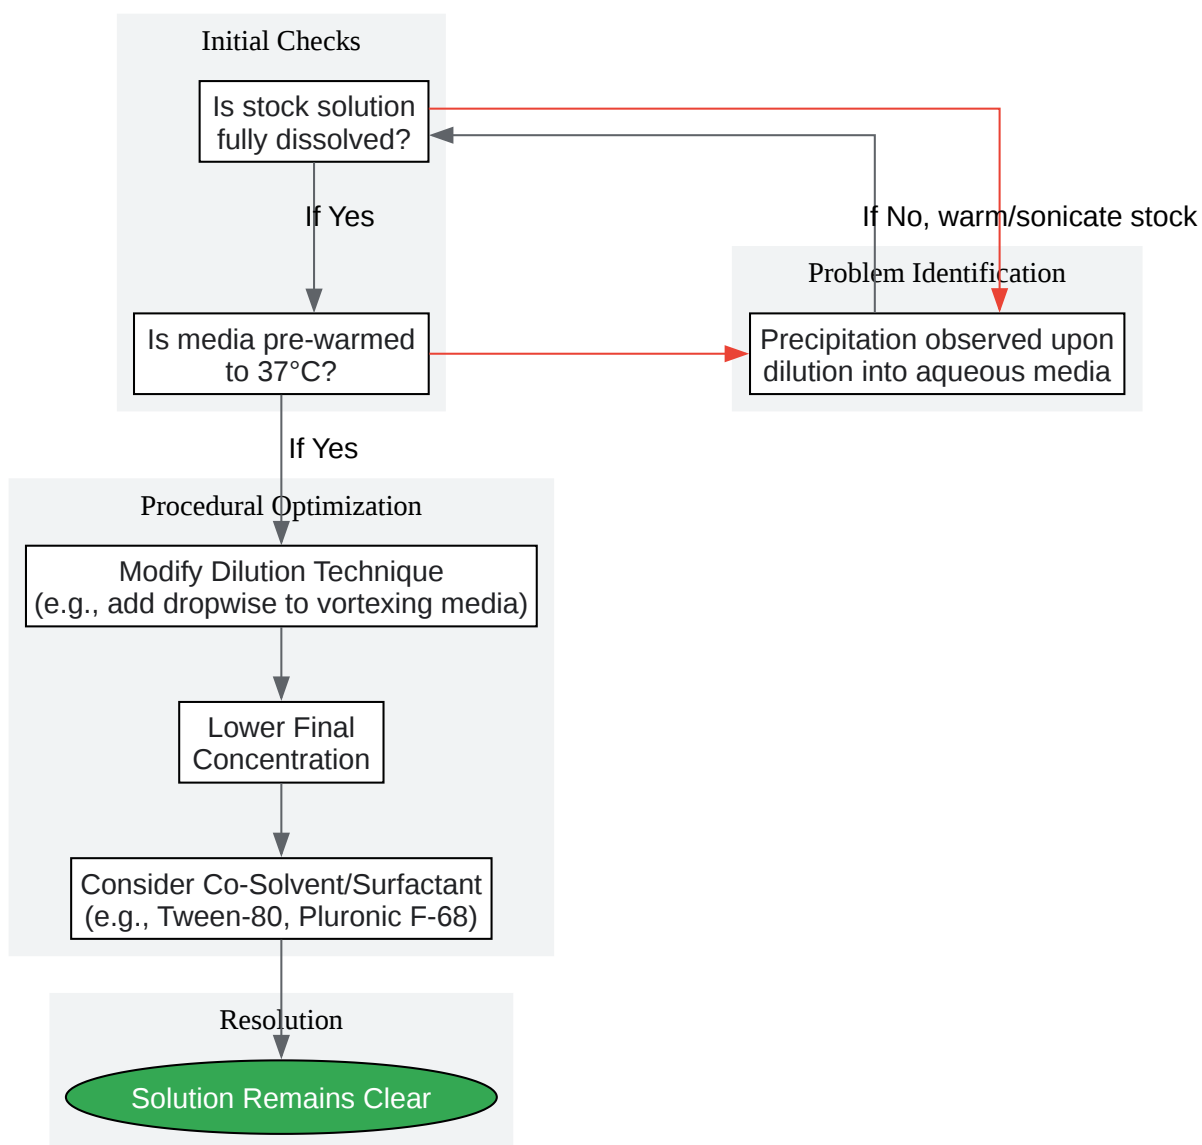 Initial Checks
Is stock solution
fully dissolved?
If Yes
If No, warm/sonicate stock
Problem Identification
Is media pre-warmed
to 37°C?
Precipitation observed upon
dilution into aqueous media
If Yes
Procedural Optimization
Modify Dilution Technique
(e.g., add dropwise to vortexing media)
Lower Final
Concentration
Consider Co-Solvent/Surfactant
(e.g., Tween-80, Pluronic F-68)
Resolution
Solution Remains Clear